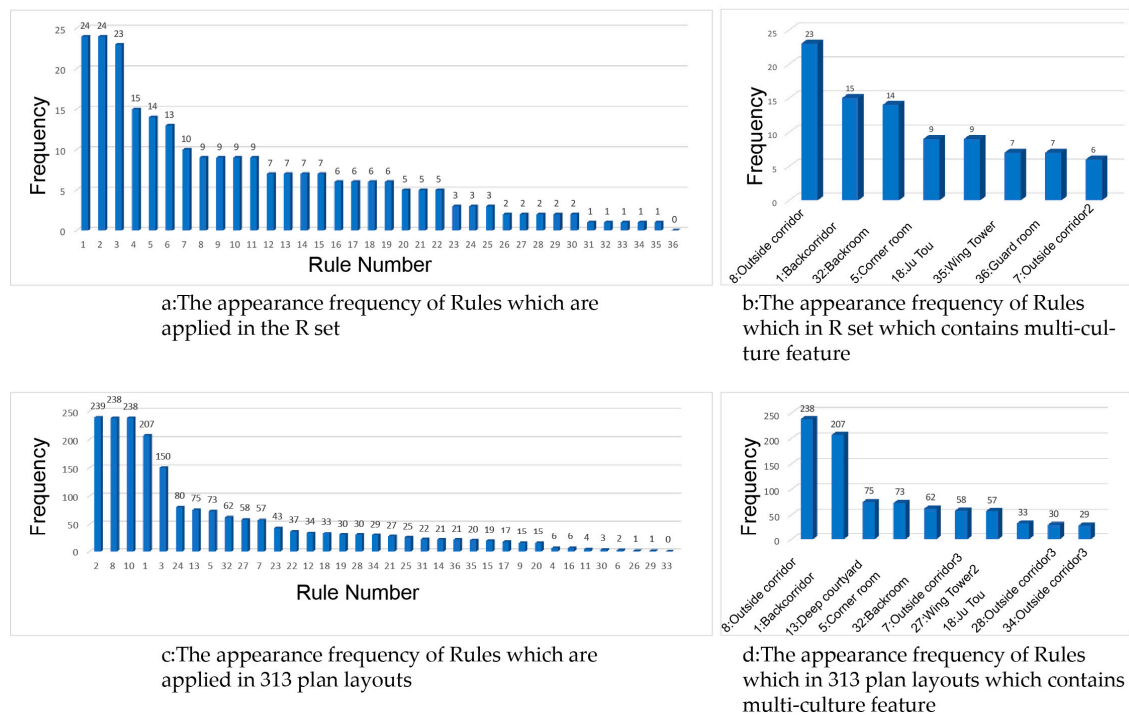 24 24 23 15 14 13 10 9 9 9 9 7 7 7 7 6 6 6 6 5 5 5 3 3 3 2 2 2 2 2 1 1 1 1 1 0
25
20
15
10
5
0
Frequency
1 2 3 4 5 6 7 8 9 10 11 12 13 14 15 16 17 18 19 20 21 22 23 24 25 26 27 28 29 30 31 32 33 34 35 36
Rule Number
a:The appearance frequency of Rules which are
applied in the R set
23 15 14 9 9 7 7 6
25
20
15
10
5
0
Frequency
8:Outside corridor
1:Backcorridor
32:Backroom
5:Corner room
18:Ju Tou
35:Wing Tower
36:Guard room
7:Outside corridor2
b:The appearance frequency of Rules
which in R set which contains multi-cul-
ture feature
239 238 238 207 150 80 75 73 62 58 57 43 37 34 33 30 30 29 27 25 22 21 21 20 19 17 15 15 6 6 4 3 2 1 1 0
250
200
150
100
50
0
Frequency
2 8 10 1 3 24 13 5 32 27 7 23 22 12 18 19 28 34 21 25 31 14 36 35 15 17 9 20 4 16 11 30 6 26 29 33
Rule Number
c:The appearance frequency of Rules which are
applied in 313 plan layouts
238 207 75 73 62 58 57 33 30 29
250
200
150
100
50
0
Frequency
8:Outside corridor
1:Backcorridor
13:Deep courtyard
5:Corner room
32:Backroom
7:Outside corridor3
27:Wing Tower2
18:Ju Tou
28:Outside corridor3
34:Outside corridor3
d:The appearance frequency of Rules
which in 313 plan layouts which contains
multi-culture feature